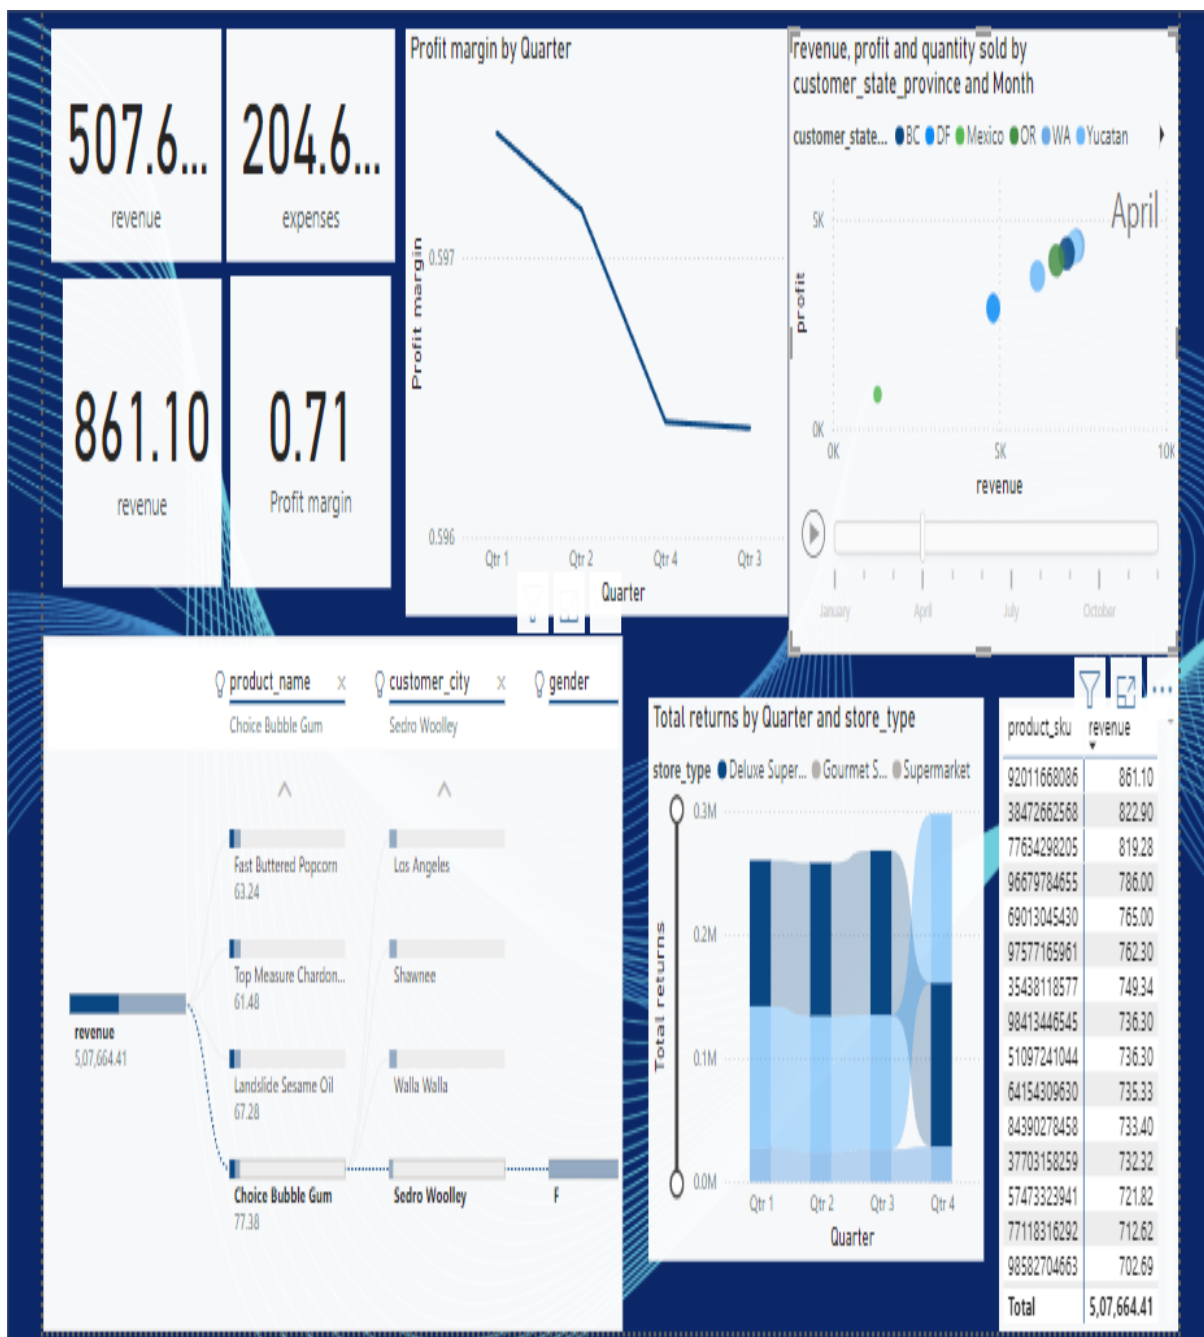 507.6...
revenue
204.6...
expenses
861.10
revenue
0.71
Profit margin
Profit margin by Quarter
Profit margin
0.597
0.596
Qtr 1
Qtr 2
Qtr 4
Qtr 3
Quarter
revenue, profit and quantity sold by
customer_state_province and Month
customer_state... BC DF Mexico OR WA Yucatan
April
5K
profit
0K
0K
5K
10K
revenue
January
April
July
October
product_name
customer_city
gender
Choice Bubble Gum
Sedro Woolley
revenue
5,07,664.41
Fast Buttered Popcorn
63.24
Top Measure Chardon...
61.48
Landslide Sesame Oil
67.28
Choice Bubble Gum
77.38
Los Angeles
Shawnee
Walla Walla
Sedro Woolley
F
Total returns by Quarter and store_type
store_type Deluxe Super... Gourmet S... Supermarket
0.3M
0.2M
Total returns
0.1M
0.0M
Qtr 1
Qtr 2
Qtr 3
Qtr 4
Quarter
product_sku revenue
92011668086 861.10
38472662568 822.90
77634298205 819.28
96679784655 786.00
69013045430 765.00
97577165961 762.30
35438118577 749.34
98413446545 736.30
51097241044 736.30
64154309630 735.33
84390278458 733.40
37703158259 732.32
57473323941 721.82
77118316292 712.62
98582704663 702.69
Total 5,07,664.41